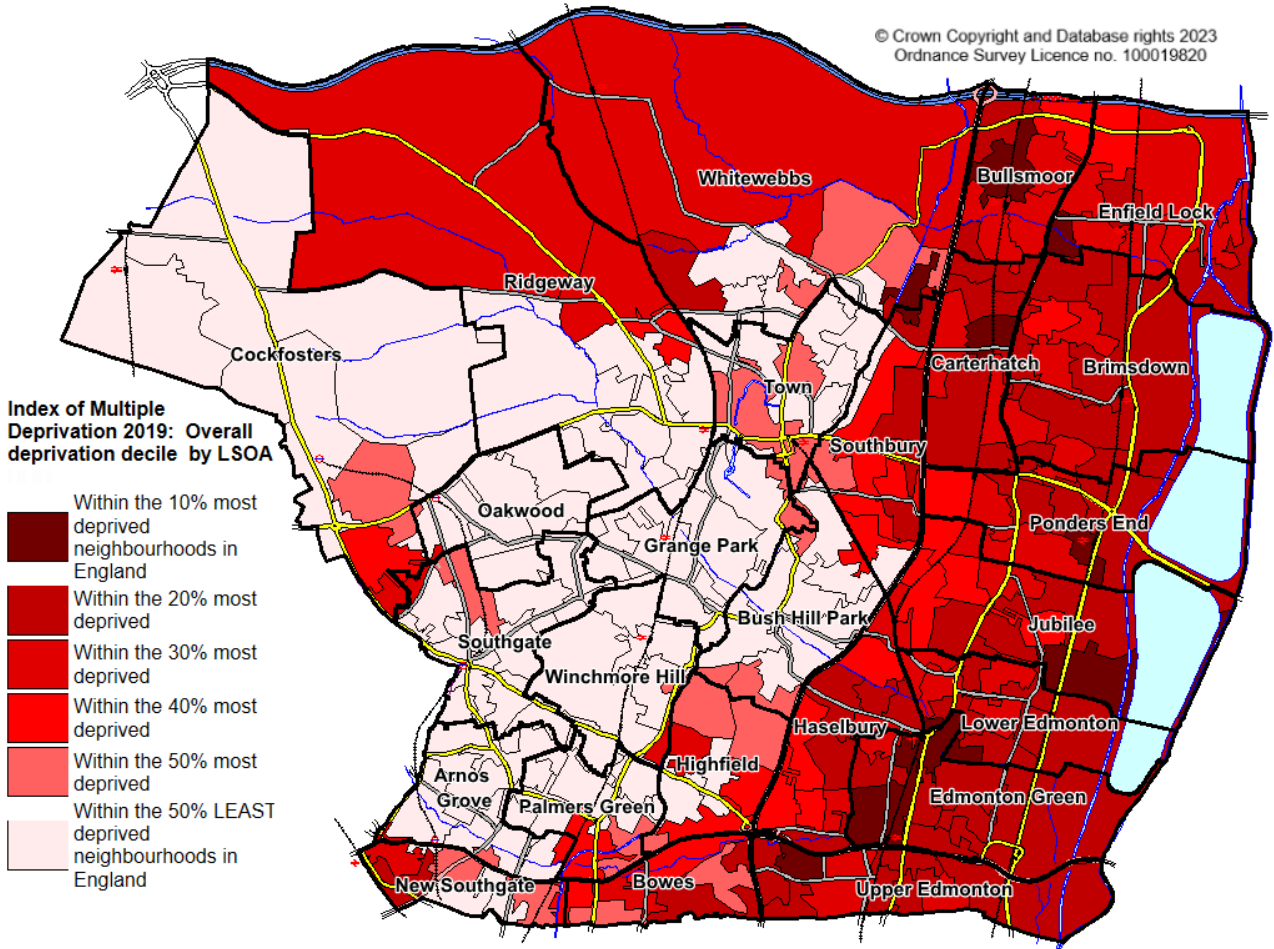 © Crown Copyright and Database rights 2023
Ordnance Survey Licence no. 100019820
Whitewebbs
Bullsmoor
Enfield Lock
Ridgeway
Cockfosters
Carterhatch
Brimsdown
Town
Southbury
Index of Multiple
Deprivation 2019: Overall
deprivation decile by LSOA
Within the 10% most
deprived
neighbourhoods in
England
Within the 20% most
deprived
Within the 30% most
deprived
Within the 40% most
deprived
Within the 50% most
deprived
Within the 50% LEAST
deprived
neighbourhoods in
England
Oakwood
Grange Park
Ponders End
Bush Hill Park
Jubilee
Southgate
Winchmore Hill
Haselbury
Lower Edmonton
Highfield
Arnos
Grove
Palmers Green
Edmonton Green
New Southgate
Bowes
Upper Edmonton